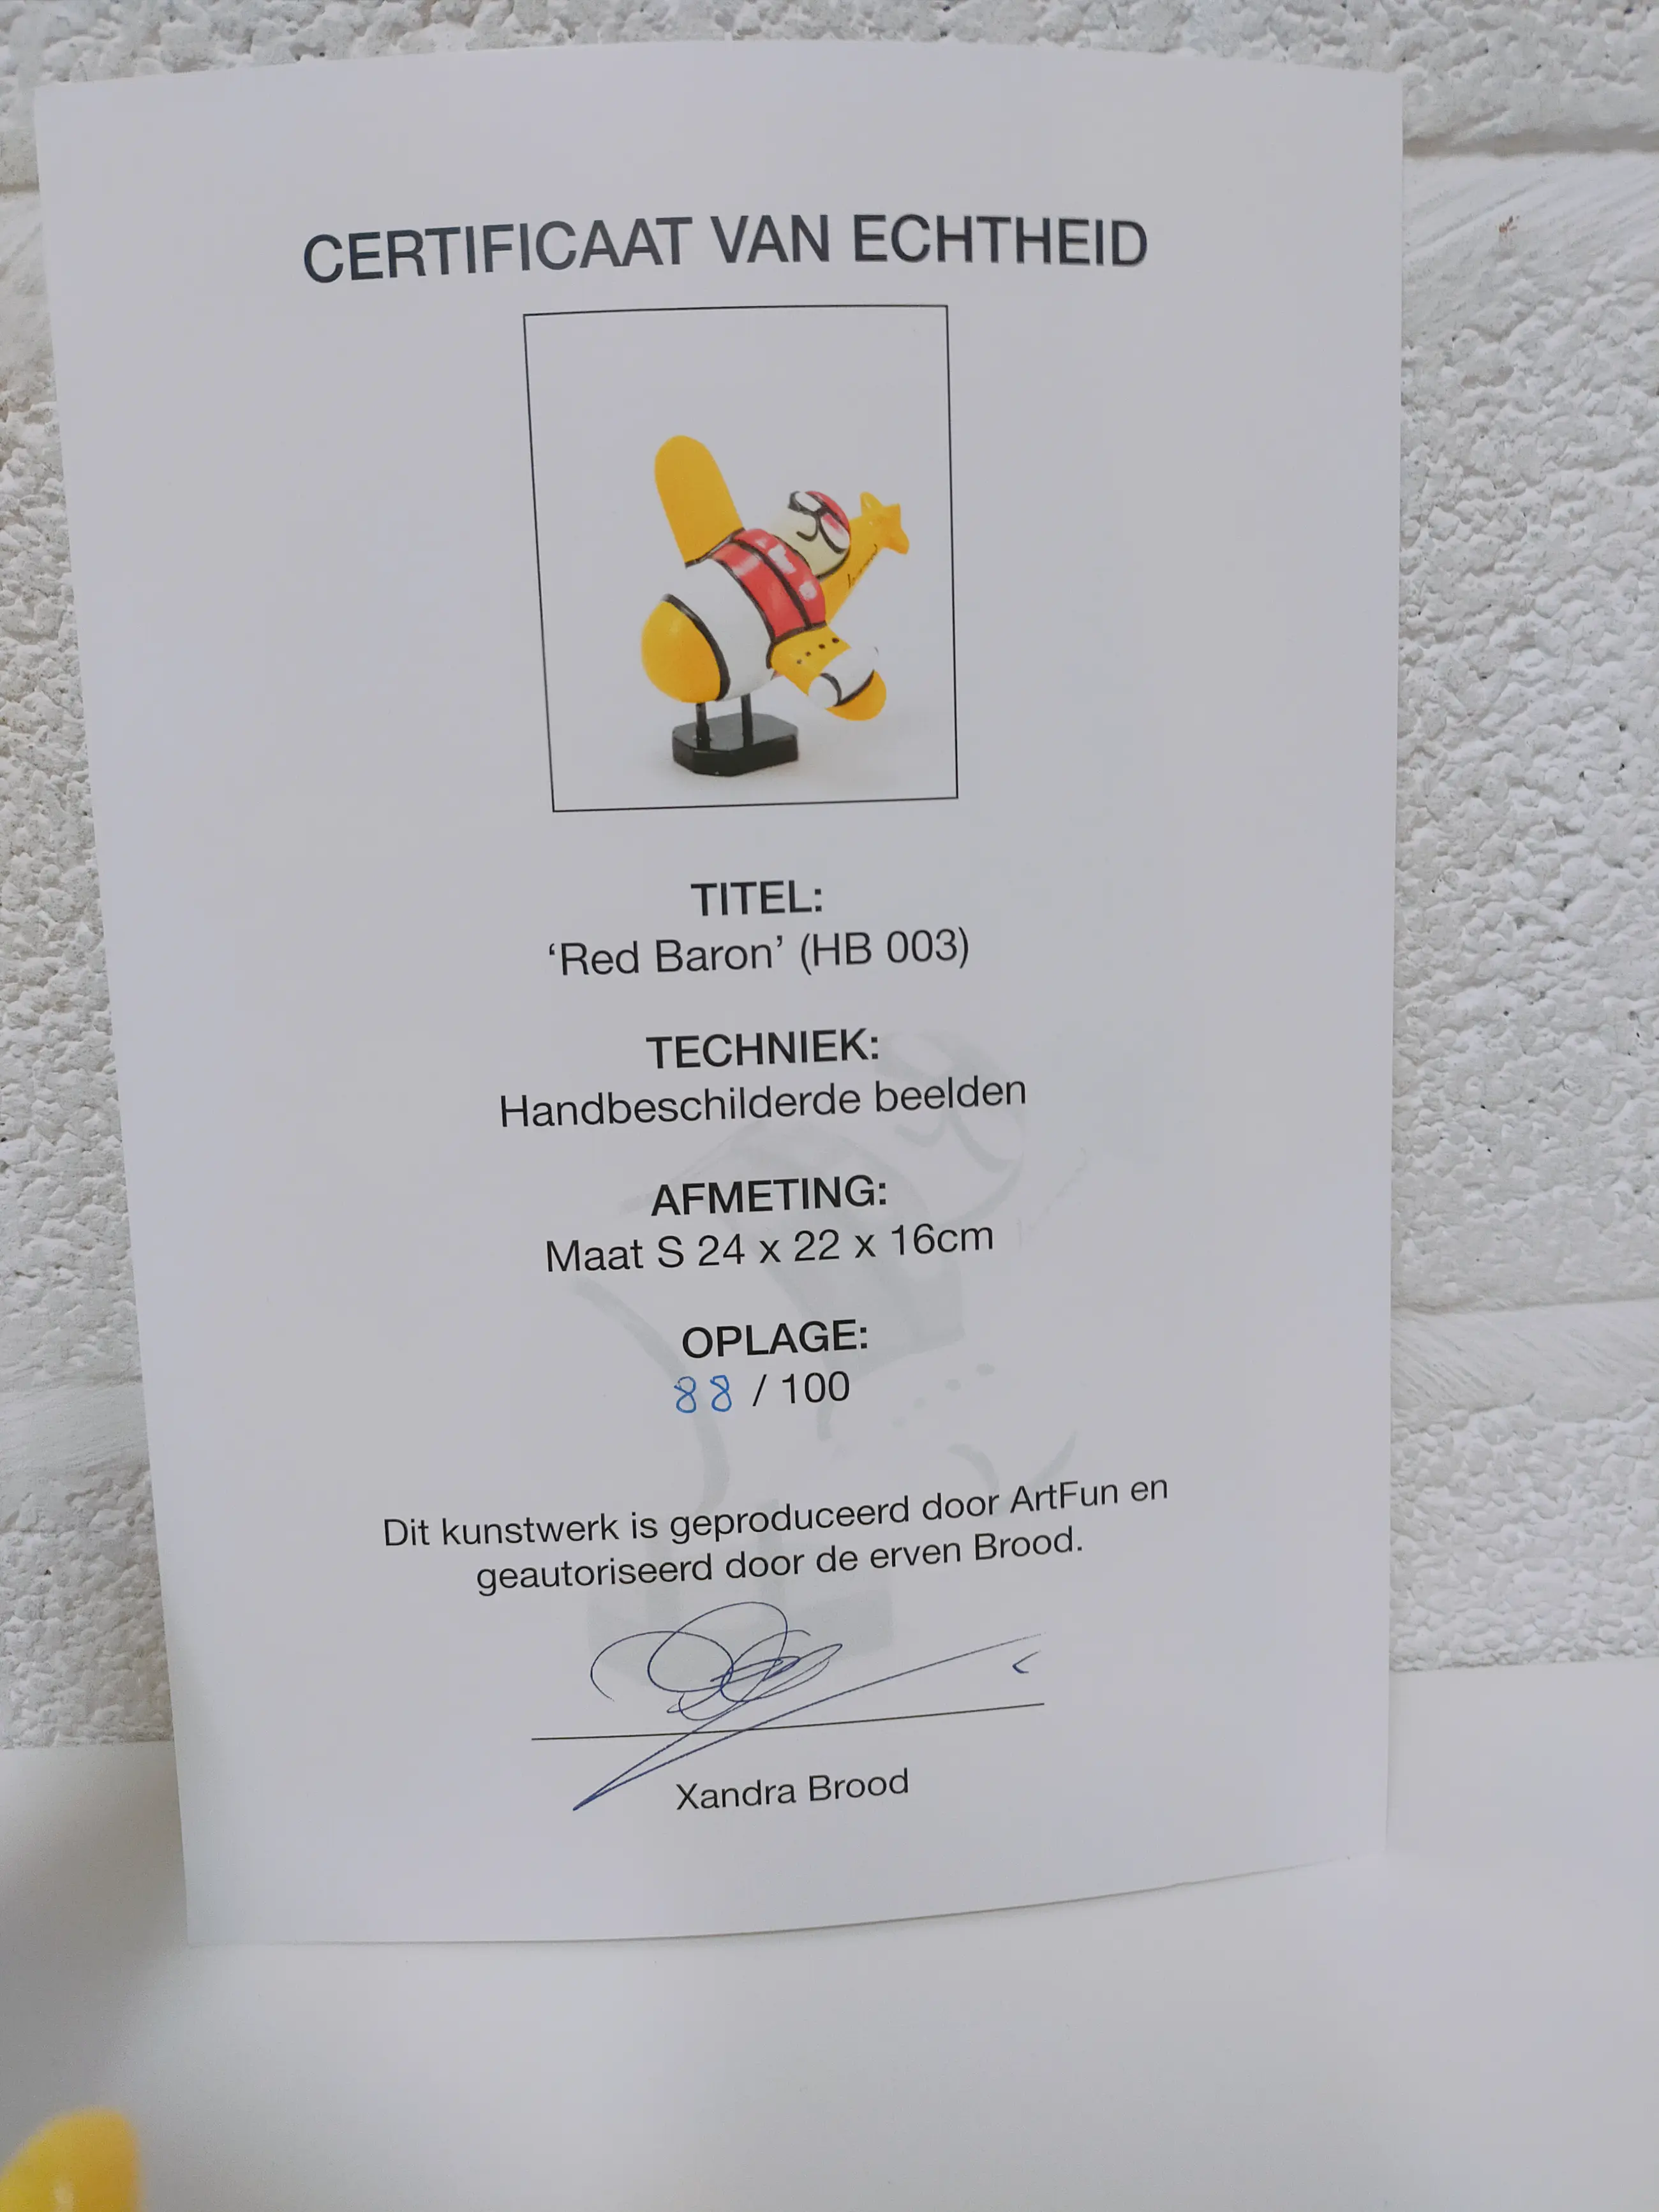 CERTIFICAAT VAN ECHTHEID
TITEL:
‘Red Baron’ (HB 003)
TECHNIEK:
Handbeschilderde beelden
AFMETING:
Maat S 24 x 22 x 16cm
OPLAGE:
88 / 100
Dit kunstwerk is geproduceerd door ArtFun en
geautoriseerd door de erven Brood.
Xandra Brood